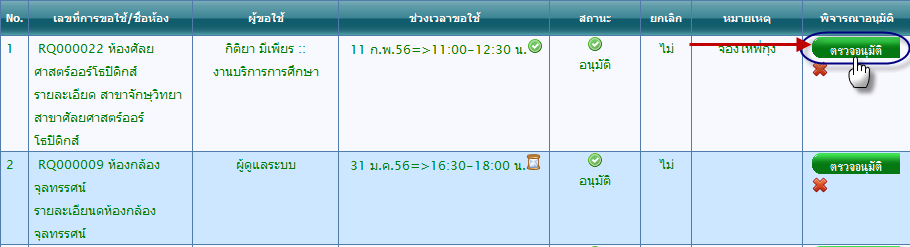 No. เลขที่การขอใช้/ชื่อห้อง ผู้ขอใช้ ช่วงเวลาขอใช้ สถานะ ยกเลิก หมายเหตุ พิจารณาอนุมัติ
1 RQ000022 ห้องศัลย กิติยา มีเพียร :: 11 ก.พ.56=>11:00-12:30 น. ไม่ จองให้พี่กุ้ง ตรวจอนุมัติ
ศาสตร์ออร์โธปิดิกส์ งานบริการการศึกษา อนุมัติ
รายละเอียด สาขาจักษุวิทยา
สาขาศัลยศาสตร์ออร์
โธปิดิกส์
2 RQ000009 ห้องกล้อง ผู้ดูแลระบบ 31 ม.ค.56=>16:30-18:00 น. ไม่ ตรวจอนุมัติ
จุลทรรศน์ อนุมัติ
รายละเอียนดห้องกล้อง
จุลทรรศน์